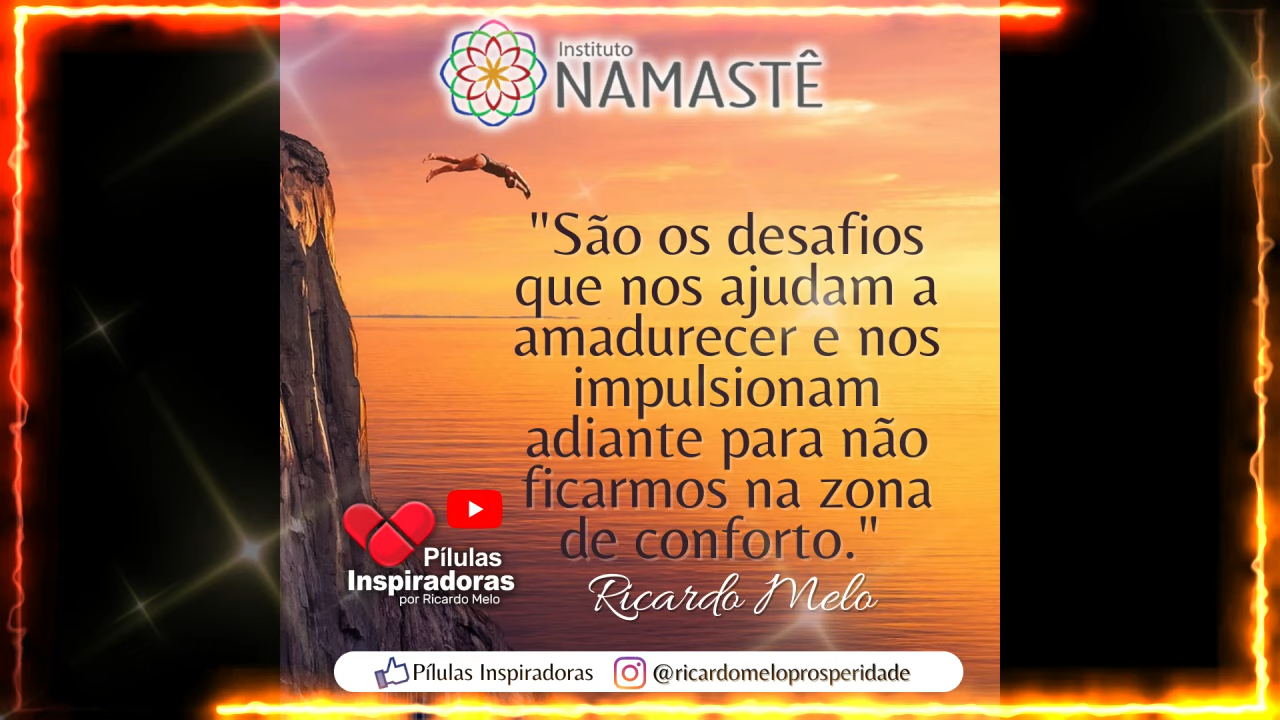 Instituto
NAMASTÊ
"São os desafios
que nos ajudam a
amadurecer e nos
impulsionam
adiante para não
ficarmos na zona
de conforto."
Ricardo Melo
Pílulas
Inspiradoras
por Ricardo Melo
Pílulas Inspiradoras @ricardomeloprosperidade